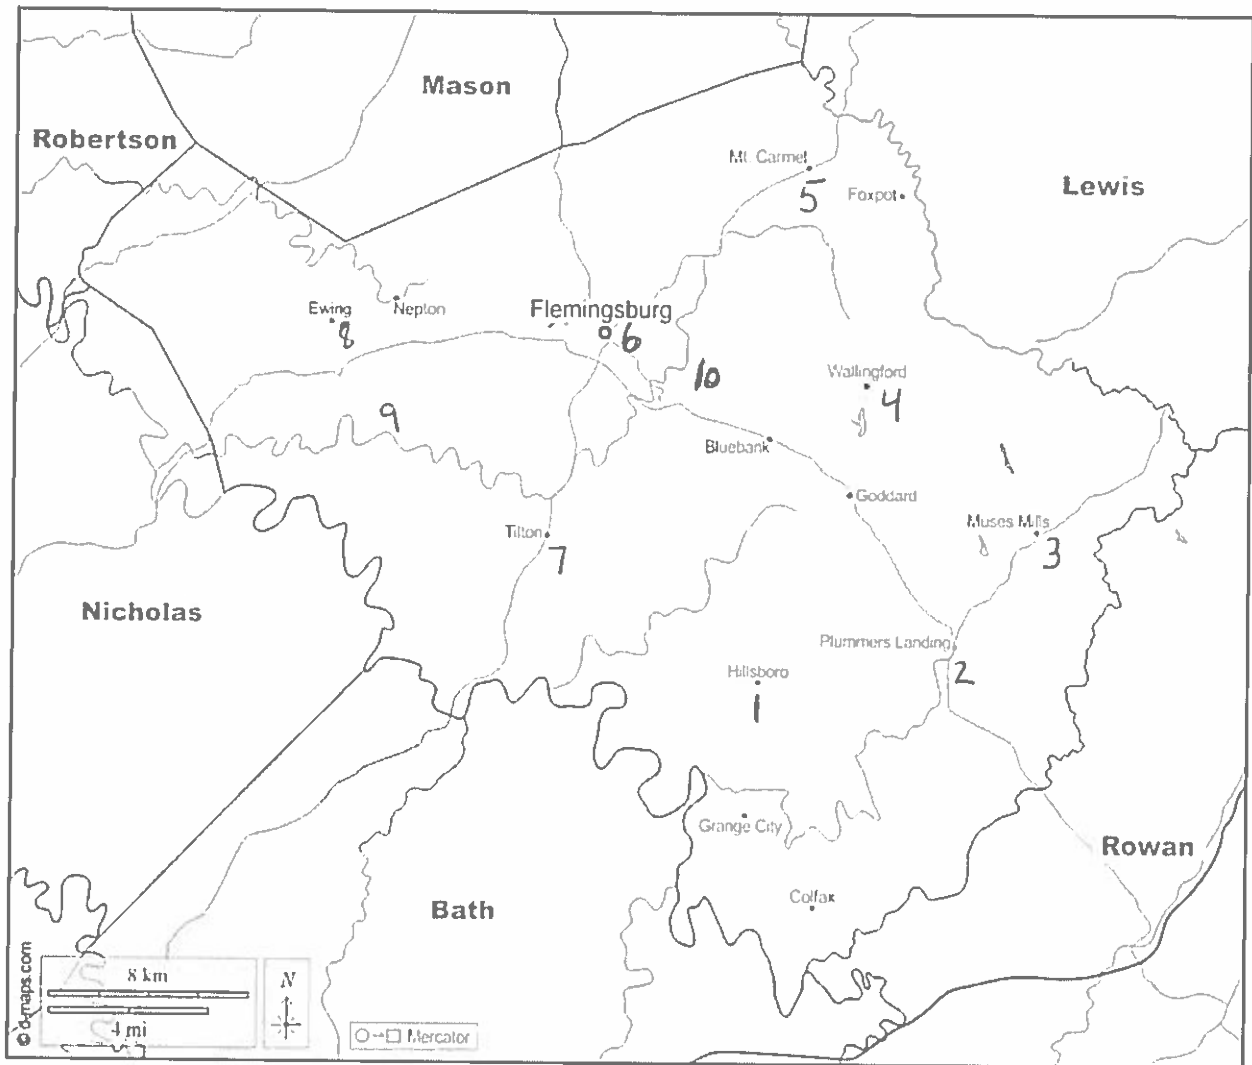 Mason
Robertson
Mt. Carmel
5
Foxpot
Lewis
Ewing
8
Nepton
Flemingsburg
6
10
Wallingford
4
9
Bluebank
Goddard
Muses Mills
3
Tilton
7
Nicholas
Plummers Landing
2
Hillsboro
1
Grange City
Rowan
Colfax
Bath
© d-maps.com
8 km
4 mi
N
Mercator